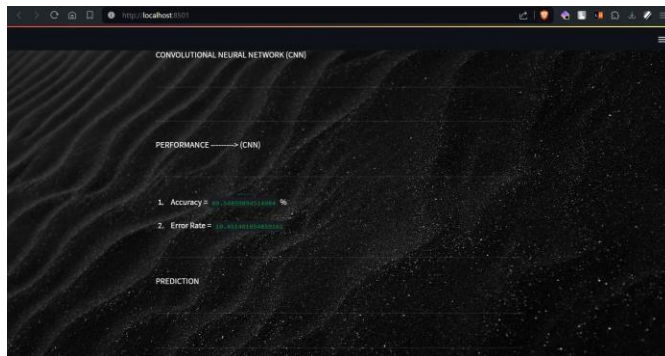 http://localhost:8501
CONVOLUTIONAL NEURAL NETWORK (CNN)
PERFORMANCE ---------> (CNN)
1. Accuracy = %
2. Error Rate =
PREDICTION